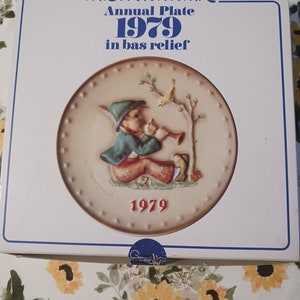 Annual Plate
1979
in bas relief
1979